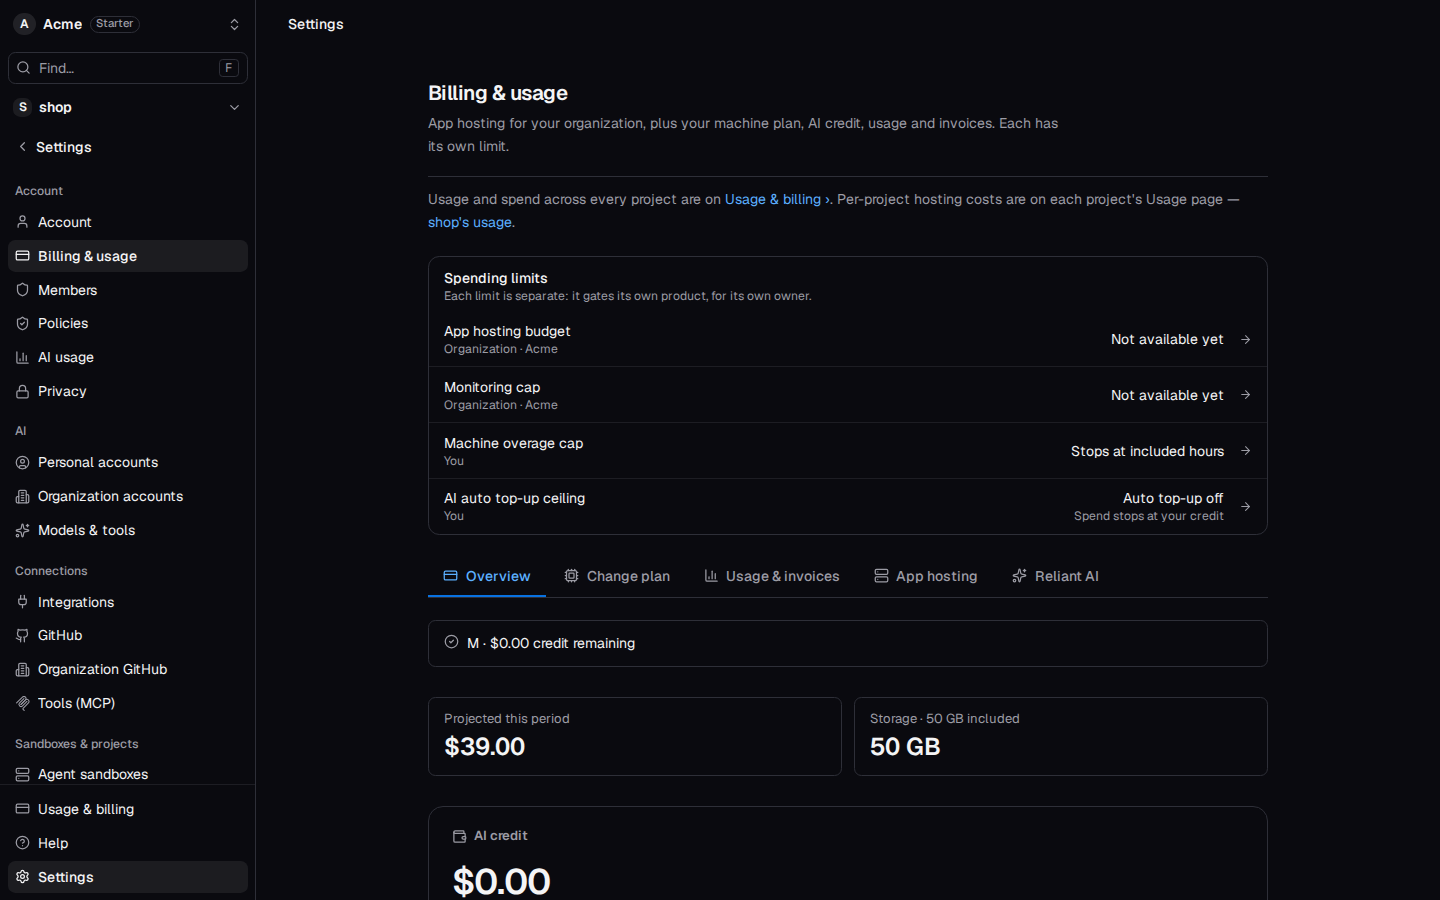 A Acme Starter
Find... F
S shop
Settings
Account
Account
Billing & usage
Members
Policies
AI usage
Privacy
AI
Personal accounts
Organization accounts
Models & tools
Connections
Integrations
GitHub
Organization GitHub
Tools (MCP)
Sandboxes & projects
Agent sandboxes
Usage & billing
Help
Settings
Settings
Billing & usage
App hosting for your organization, plus your machine plan, AI credit, usage and invoices. Each has
its own limit.
Usage and spend across every project are on Usage & billing ›. Per-project hosting costs are on each project's Usage page —
shop's usage.
Spending limits
Each limit is separate: it gates its own product, for its own owner.
App hosting budget
Organization · Acme
Not available yet →
Monitoring cap
Organization · Acme
Not available yet →
Machine overage cap
You
Stops at included hours →
AI auto top-up ceiling
You
Auto top-up off
Spend stops at your credit →
Overview Change plan Usage & invoices App hosting Reliant AI
M · $0.00 credit remaining
Projected this period
$39.00
Storage · 50 GB included
50 GB
AI credit
$0.00